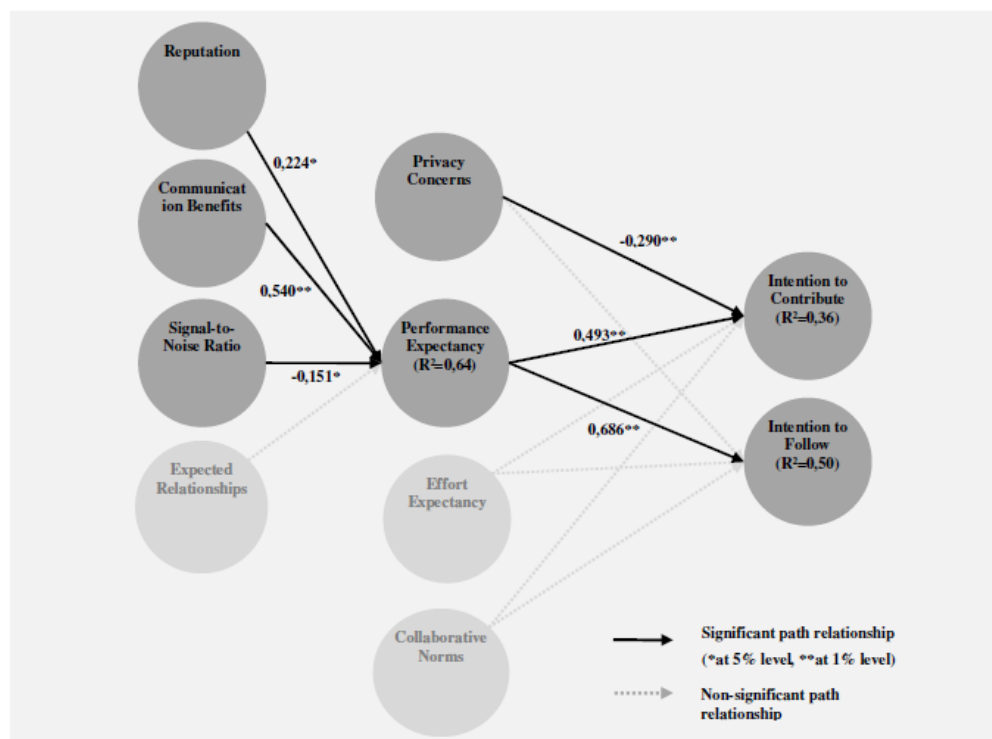 Reputation
0,224*
Privacy
Concerns
Communicat
ion Benefits
-0,290**
0,540**
Intention to
Contribute
(R²=0,36)
Signal-to-
Noise Ratio
Performance
Expectancy
(R²=0,64)
0,493**
-0,151*
0,686**
Intention to
Follow
(R²=0,50)
Expected
Relationships
Effort
Expectancy
Collaborative
Norms
Significant path relationship
(*at 5% level, **at 1% level)
Non-significant path
relationship